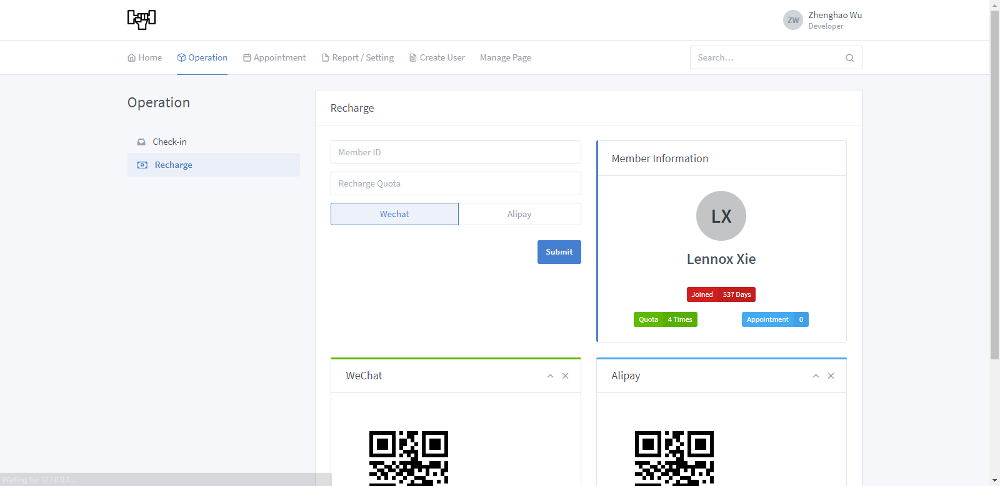 ZW
Zhenghao Wu
Developer
Home
Operation
Appointment
Report / Setting
Create User
Manage Page
Search...
Operation
Check-in
Recharge
Recharge
Member ID
Recharge Quota
Wechat
Alipay
Submit
Member Information
LX
Lennox Xie
Joined 537 Days
Quota 4 Times
Appointment 0
WeChat
Alipay
Waiting for 127.0.0.1...